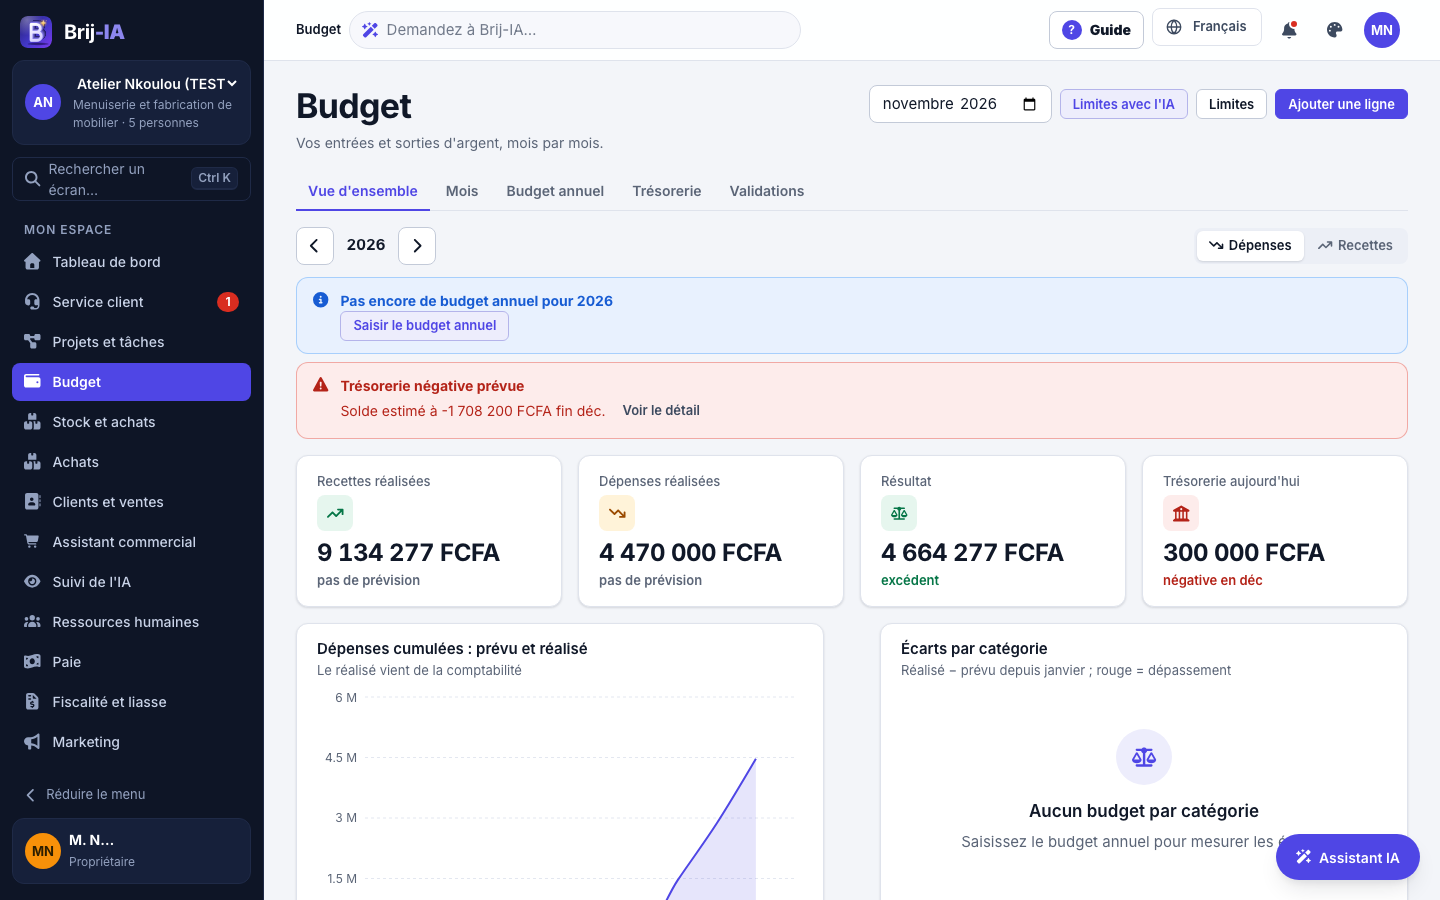 Brij-IA
Atelier Nkoulou (TEST
AN
Menuiserie et fabrication de
mobilier · 5 personnes
Rechercher un
écran...
Ctrl K
MON ESPACE
Tableau de bord
Service client
1
Projets et tâches
Budget
Stock et achats
Achats
Clients et ventes
Assistant commercial
Suivi de l'IA
Ressources humaines
Paie
Fiscalité et liasse
Marketing
Réduire le menu
MN
M. N...
Propriétaire
Budget
Demandez à Brij-IA...
? Guide
Français
MN
Budget
Vos entrées et sorties d'argent, mois par mois.
novembre 2026
Limites avec l'IA
Limites
Ajouter une ligne
Vue d'ensemble
Mois
Budget annuel
Trésorerie
Validations
2026
Dépenses
Recettes
Pas encore de budget annuel pour 2026
Saisir le budget annuel
Trésorerie négative prévue
Solde estimé à -1 708 200 FCFA fin déc.
Voir le détail
Recettes réalisées
9 134 277 FCFA
pas de prévision
Dépenses réalisées
4 470 000 FCFA
pas de prévision
Résultat
4 664 277 FCFA
excédent
Trésorerie aujourd'hui
300 000 FCFA
négative en déc
Dépenses cumulées : prévu et réalisé
Le réalisé vient de la comptabilité
6 M
4.5 M
3 M
1.5 M
Écarts par catégorie
Réalisé − prévu depuis janvier ; rouge = dépassement
Aucun budget par catégorie
Saisissez le budget annuel pour mesurer les
Assistant IA